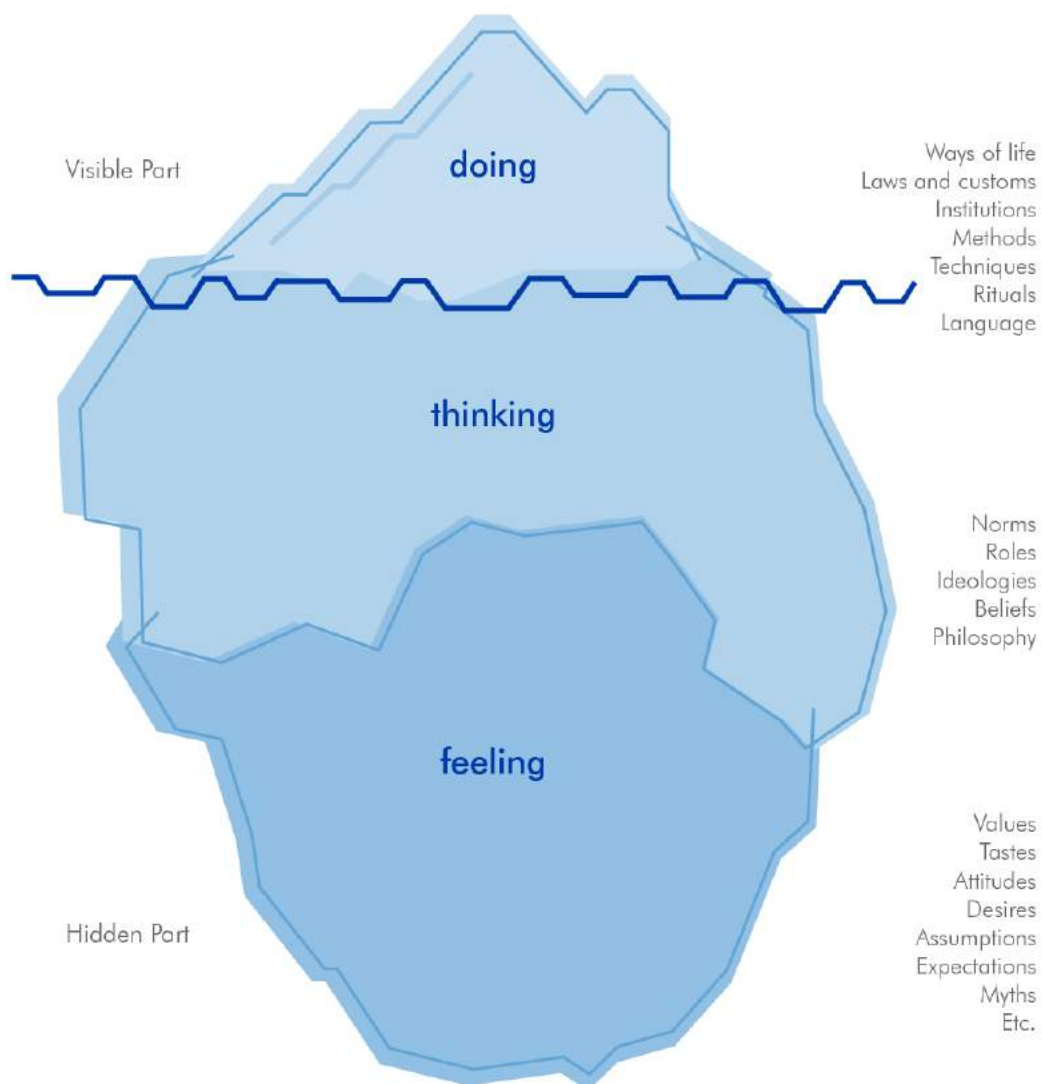 Visible Part
doing
Ways of life
Laws and customs
Institutions
Methods
Techniques
Rituals
Language
thinking
Norms
Roles
Ideologies
Beliefs
Philosophy
feeling
Values
Tastes
Attitudes
Desires
Assumptions
Expectations
Myths
Etc.
Hidden Part